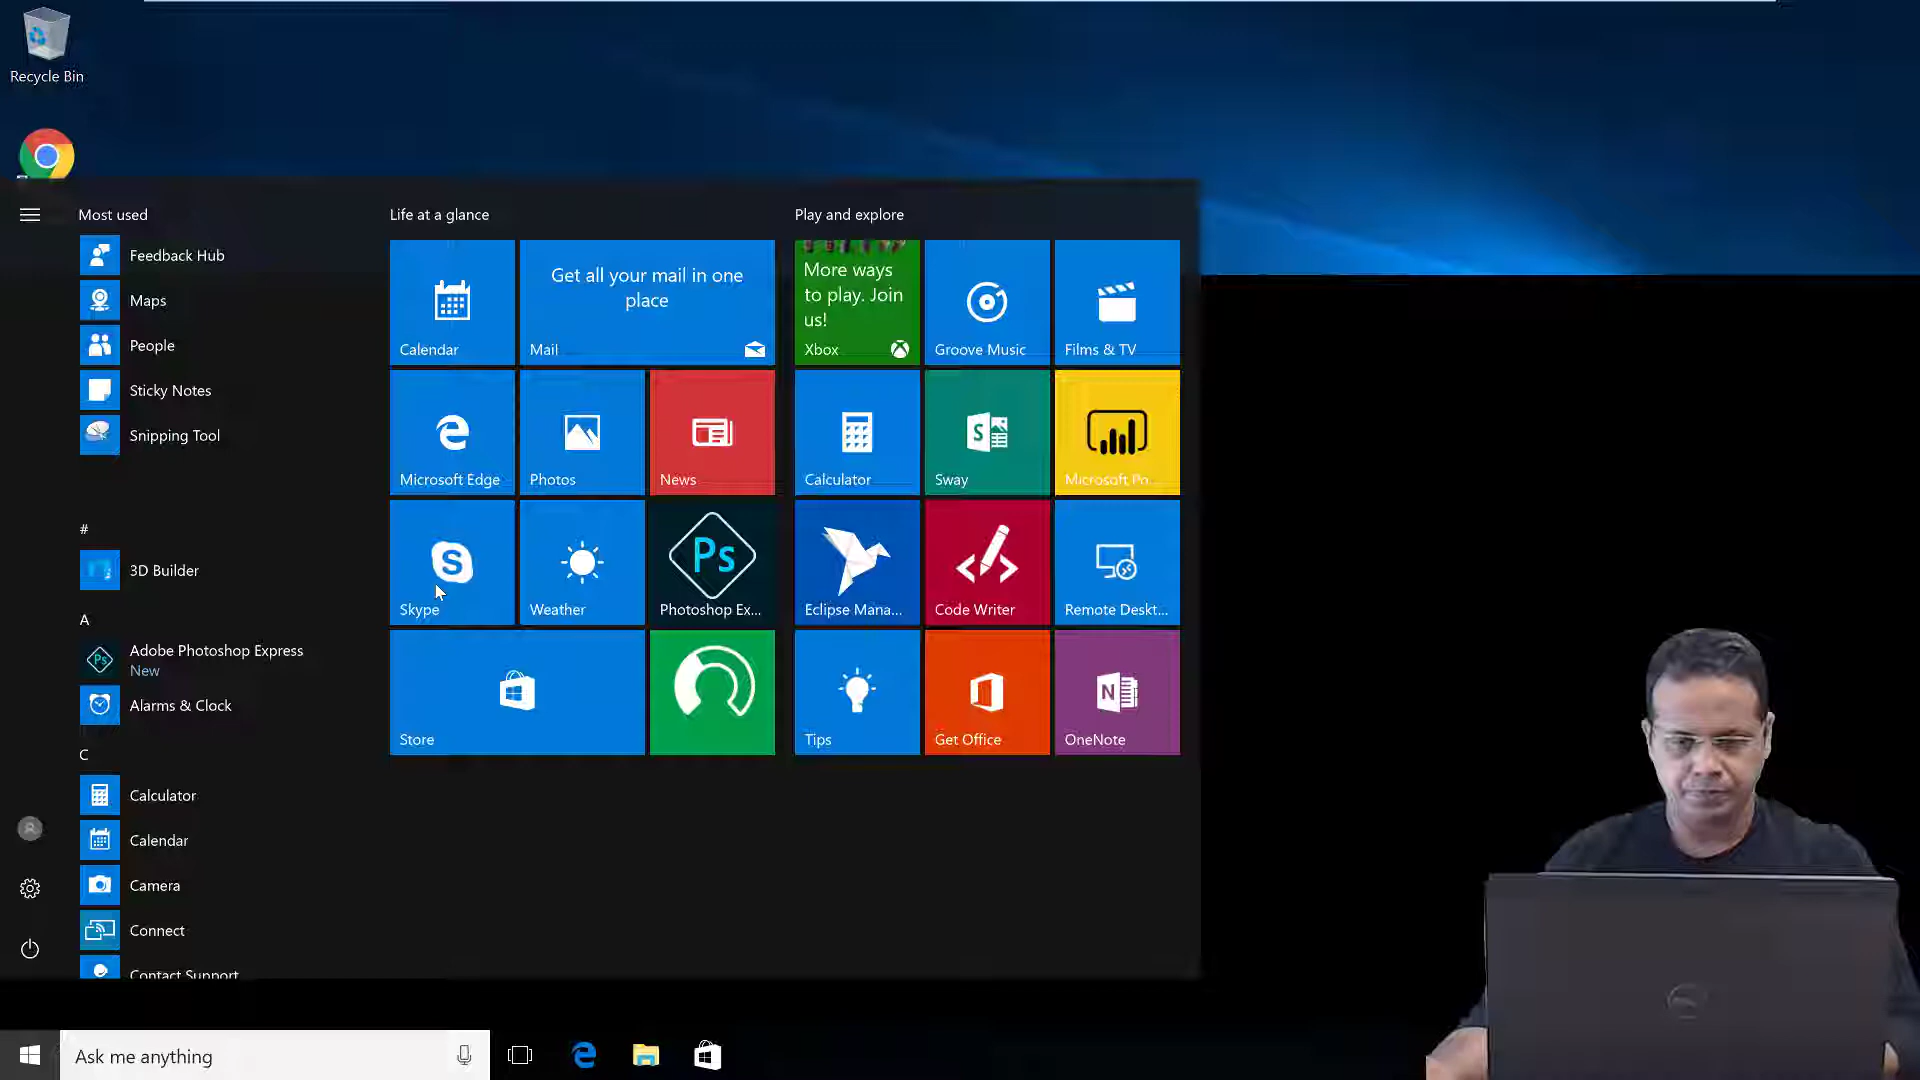 Recycle Bin
Most used
Feedback Hub
Maps
People
Sticky Notes
Snipping Tool
#
3D Builder
A
Adobe Photoshop Express
New
Alarms & Clock
C
Calculator
Calendar
Camera
Connect
Contact Support
Life at a glance
Calendar
Get all your mail in one
place
Mail
Microsoft Edge
Photos
News
Skype
Weather
Ps
Photoshop Ex...
Store
Play and explore
More ways
to play. Join
us!
Xbox
Groove Music
Films & TV
Calculator
Sway
Microsoft Po...
Eclipse Mana...
Code Writer
Remote Deskt...
Tips
Get Office
OneNote
Ask me anything